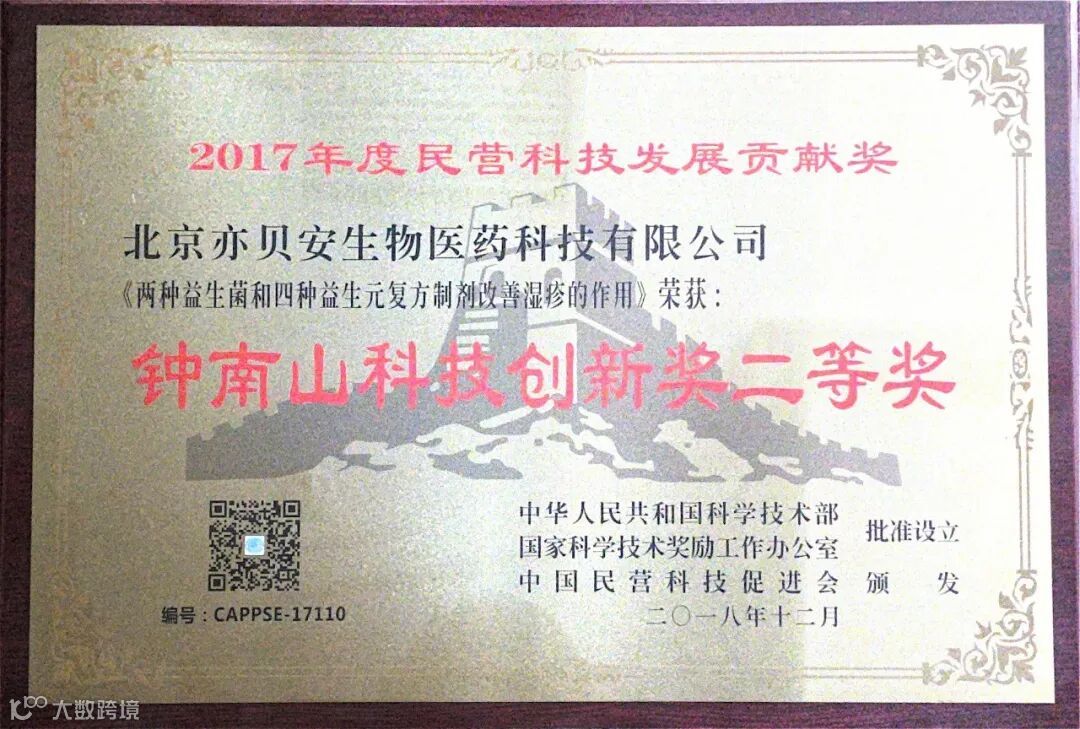 2017年度民营科技发展贡献奖
北京亦贝安生物医药科技有限公司
《两种益生菌和四种益生元复方制剂改善湿疹的作用》荣获：
钟南山科技创新奖二等奖
中华人民共和国科学技术部
国家科学技术奖励工作办公室 批准设立
中国民营科技促进会 颁 发
二〇一八年十二月
编号：CAPPSE-17110
大数跨境